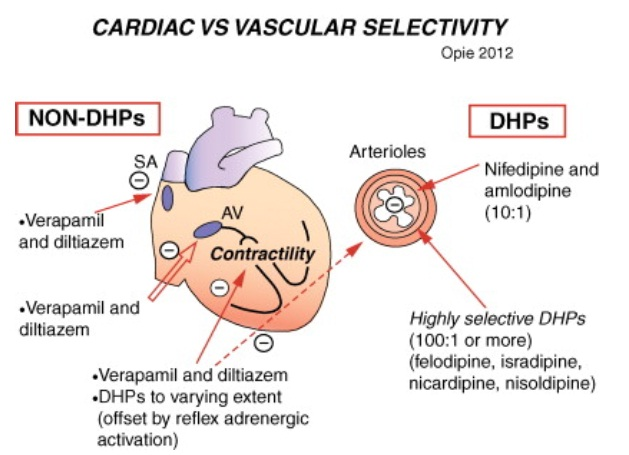 CARDIAC VS VASCULAR SELECTIVITY
Opie 2012
NON-DHPs
DHPs
SA
•Verapamil
and diltiazem
AV
Contractility
•Verapamil and
diltiazem
•Verapamil and diltiazem
•DHPs to varying extent
(offset by reflex adrenergic
activation)
Arterioles
Nifedipine and
amlodipine
(10:1)
Highly selective DHPs
(100:1 or more)
(felodipine, isradipine,
nicardipine, nisoldipine)